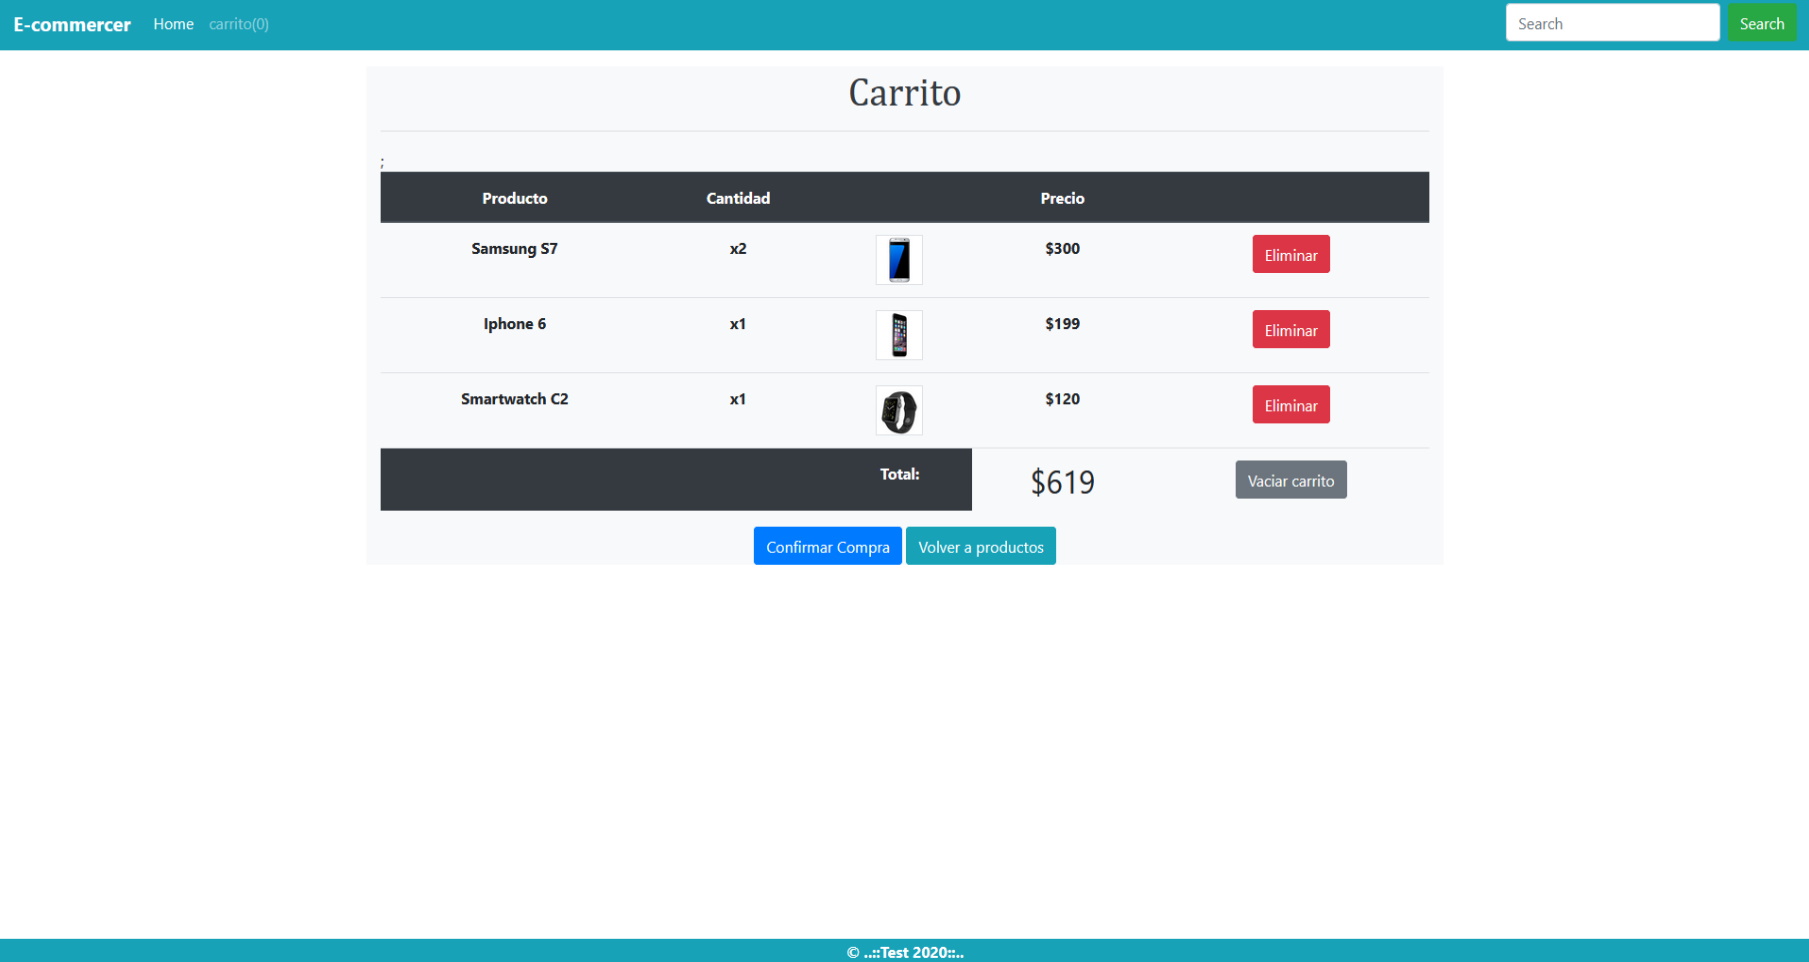 E-commercer Home carrito(0) Search Search
Carrito
;
Producto Cantidad Precio
Samsung S7 x2 $300 Eliminar
Iphone 6 x1 $199 Eliminar
Smartwatch C2 x1 $120 Eliminar
Total: $619 Vaciar carrito
Confirmar Compra Volver a productos
© ..::Test 2020::..